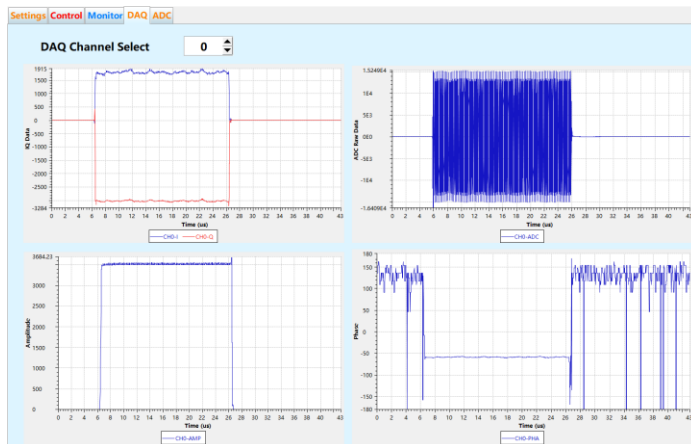 Settings Control Monitor DAQ ADC
DAQ Channel Select 0
1915
1500
1000
500
0
-500
-1000
-1500
-2000
-2500
-3284
IQ Data
0 2 4 6 8 10 12 14 16 18 20 22 24 26 28 30 32 34 36 38 40 43
Time (us)
CH0-I CH0-Q
1.3249E4
1E4
5E3
0E0
-5E3
-1E4
-1.6409E4
ADC Raw Data
0 2 4 6 8 10 12 14 16 18 20 22 24 26 28 30 32 34 36 38 40 43
Time (us)
CH0-ADC
3684.23
3000
2500
2000
1500
1000
500
0
Amplitude
0 2 4 6 8 10 12 14 16 18 20 22 24 26 28 30 32 34 36 38 40 43
Time (us)
CH0-AMP
180
150
100
50
0
-50
-100
-150
-180
Phase
0 2 4 6 8 10 12 14 16 18 20 22 24 26 28 30 32 34 36 38 40 43
Time (us)
CH0-PHA